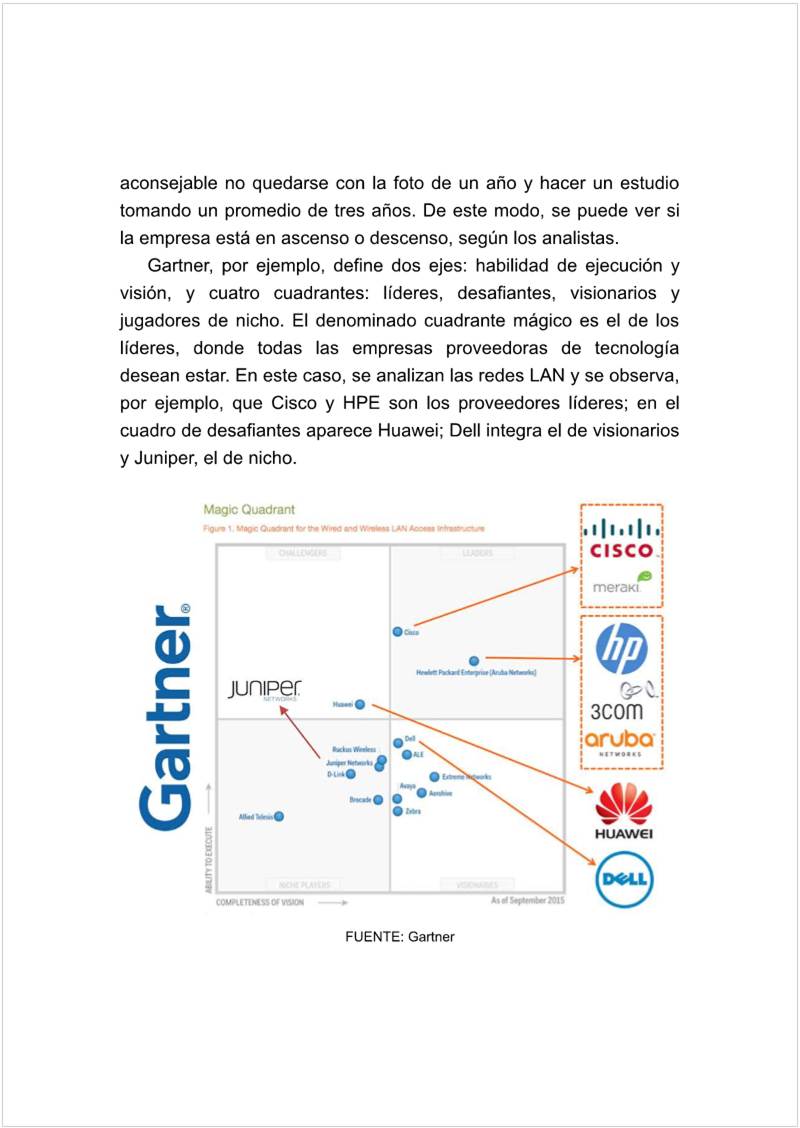 aconsejable no quedarse con la foto de un año y hacer un estudio
tomando un promedio de tres años. De este modo, se puede ver si
la empresa está en ascenso o descenso, según los analistas.
Gartner, por ejemplo, define dos ejes: habilidad de ejecución y
visión, y cuatro cuadrantes: líderes, desafiantes, visionarios y
jugadores de nicho. El denominado cuadrante mágico es el de los
líderes, donde todas las empresas proveedoras de tecnología
desean estar. En este caso, se analizan las redes LAN y se observa,
por ejemplo, que Cisco y HPE son los proveedores líderes; en el
cuadro de desafiantes aparece Huawei; Dell integra el de visionarios
y Juniper, el de nicho.
Magic Quadrant
Figure 1. Magic Quadrant for the Wired and Wireless LAN Access Infrastructure
CHALLENGERS
LEADERS
CISCO
meraki
Cisco
Hewlett Packard Enterprise (Aruba Networks)
hp
3COM
aruba
NETWORKS
Gartner®
JUNIPER
NETWORKS
Huawei
Dell
ALE
Ruckus Wireless
Juniper Networks
D-Link
Extreme Networks
Avaya
Aerohive
Brocade
Zebra
Allied Telesis
HUAWEI
DELL
ABILITY TO EXECUTE
NICHE PLAYERS
VISIONARIES
COMPLETENESS OF VISION
As of September 2015
FUENTE: Gartner